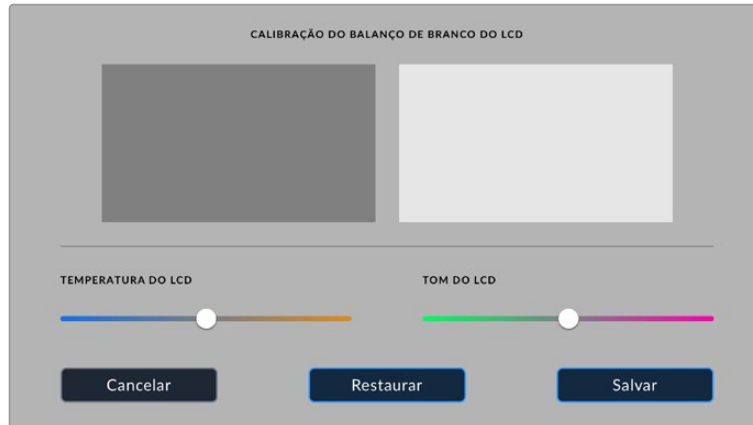 CALIBRAÇÃO DO BALANÇO DE BRANCO DO LCD
TEMPERATURA DO LCD
TOM DO LCD
Cancelar
Restaurar
Salvar